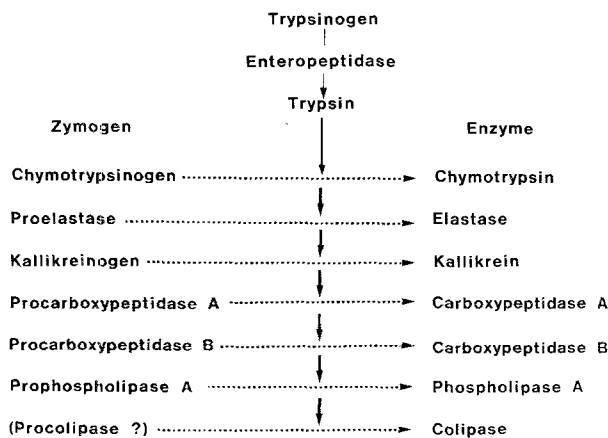 Trypsinogen
Enteropeptidase
Trypsin
Zymogen Enzyme
Chymotrypsinogen Chymotrypsin
Proelastase Elastase
Kallikreinogen Kallikrein
Procarboxypeptidase A Carboxypeptidase A
Procarboxypeptidase B Carboxypeptidase B
Prophospholipase A Phospholipase A
(Procolipase ?) Colipase